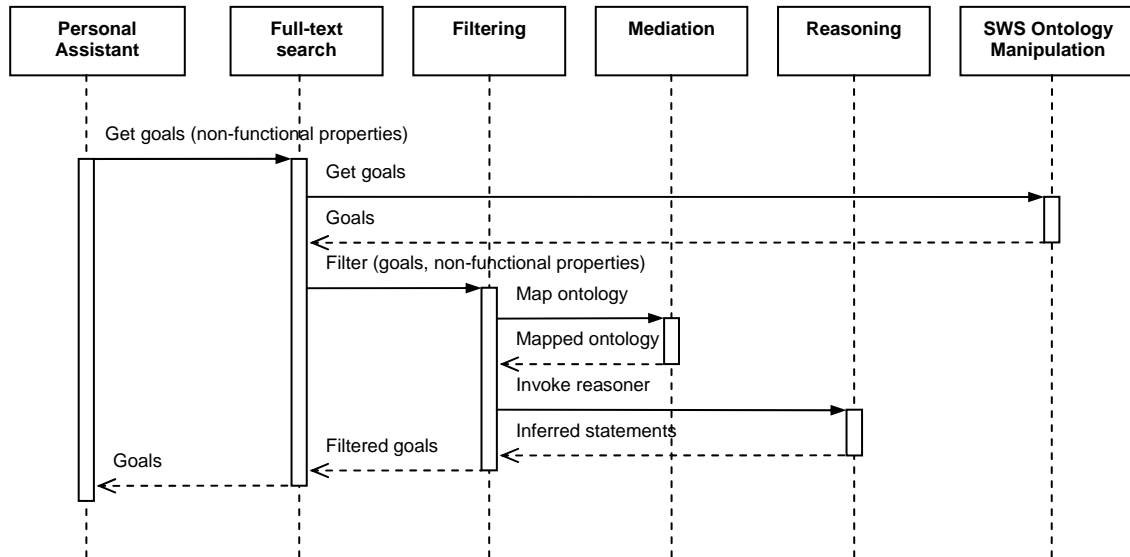 Personal
Assistant
Full-text
search
Filtering
Mediation
Reasoning
SWS Ontology
Manipulation
Get goals (non-functional properties)
Get goals
Goals
Filter (goals, non-functional properties)
Map ontology
Mapped ontology
Invoke reasoner
Inferred statements
Filtered goals
Goals